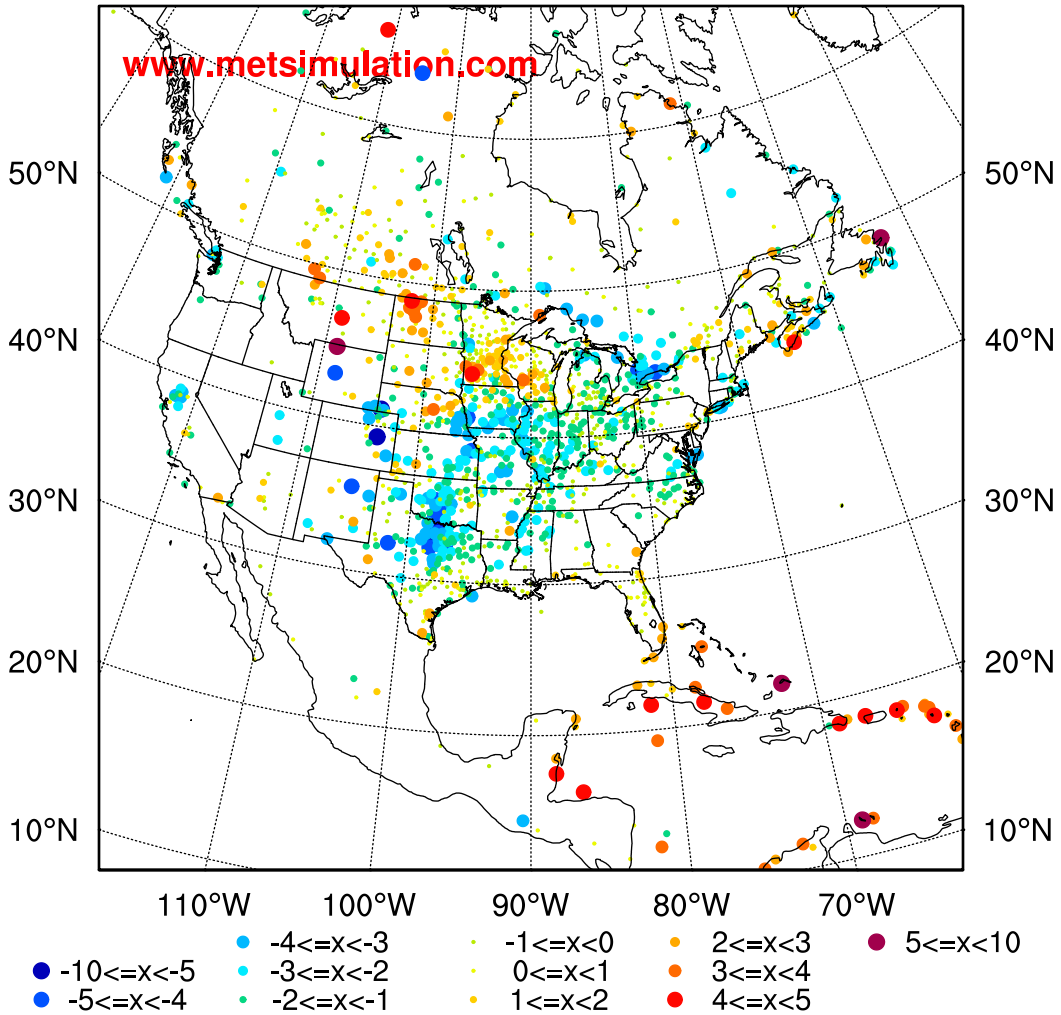 www.metsimulation.com
50°N 50°N
40°N 40°N
30°N 30°N
20°N 20°N
10°N 10°N
110°W 100°W 90°W 80°W 70°W
-4<=x<-3 -1<=x<0 2<=x<3 5<=x<10
-10<=x<-5 -3<=x<-2 0<=x<1 3<=x<4
-5<=x<-4 -2<=x<-1 1<=x<2 4<=x<5